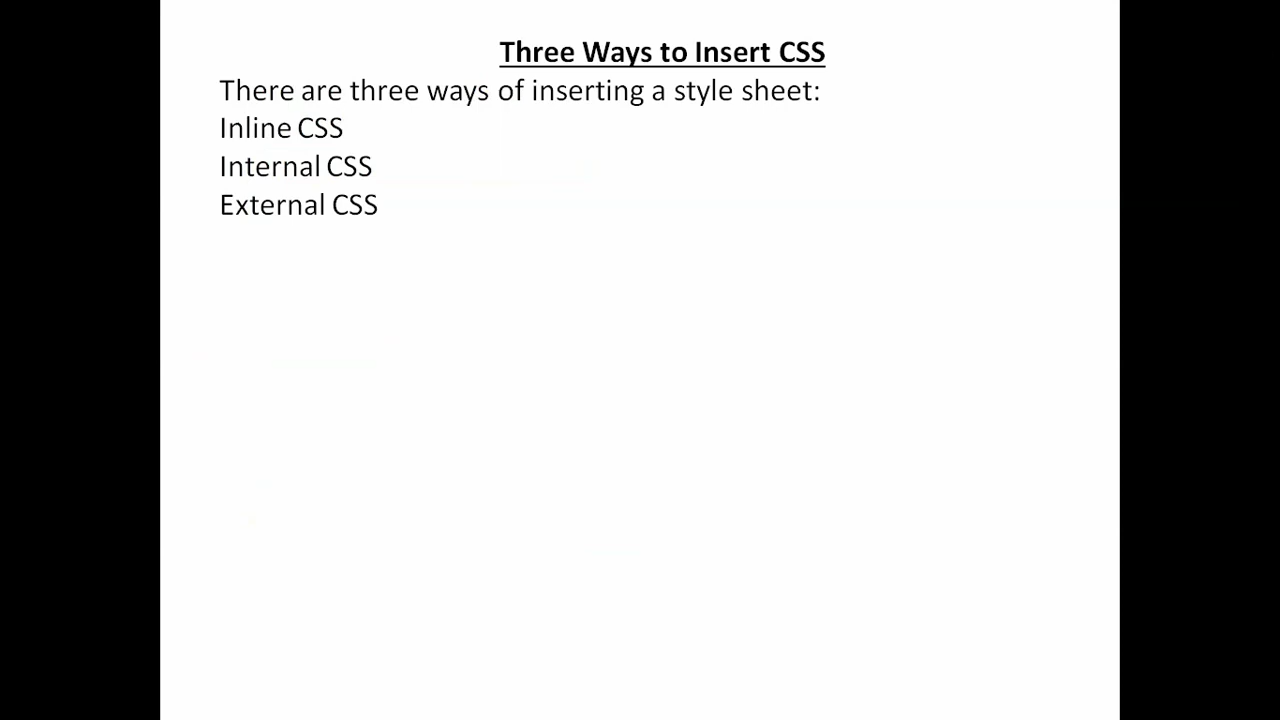 Three Ways to Insert CSS
There are three ways of inserting a style sheet:
Inline CSS
Internal CSS
External CSS